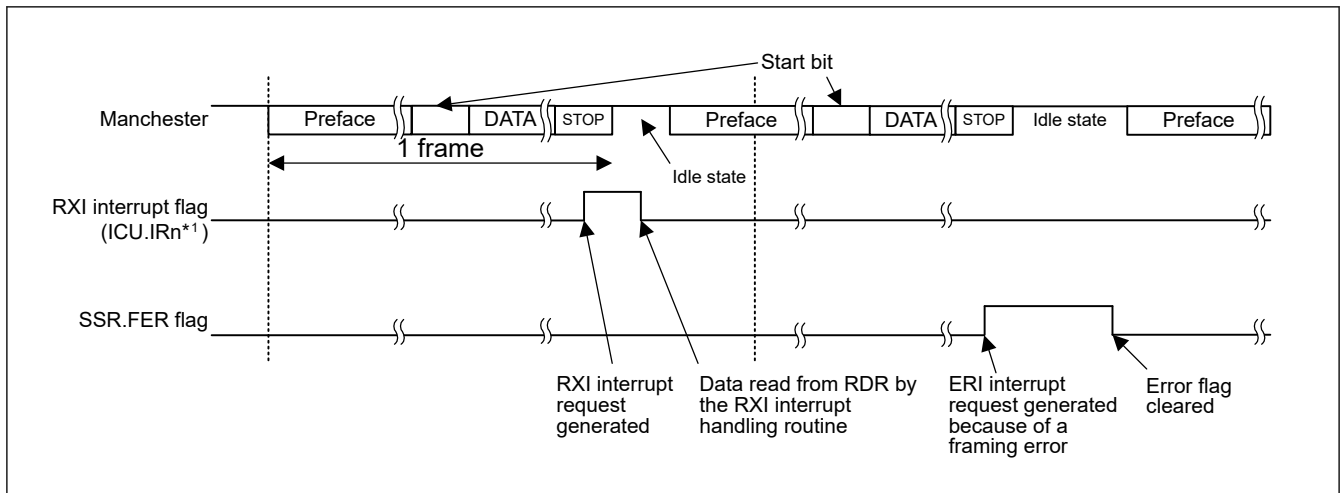 Start bit
Manchester
Preface
DATA
STOP
Preface
DATA
STOP
Idle state
Preface
1 frame
Idle state
RXI interrupt flag
(ICU.IRn*1)
SSR.FER flag
RXI interrupt
request
generated
Data read from RDR by
the RXI interrupt
handling routine
ERI interrupt
request generated
because of a
framing error
Error flag
cleared